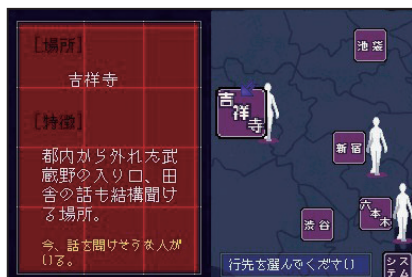 ［場所］
吉祥寺
［特徴］
都内から外れた武
蔵野の入り口、田
舎の話も結構聞け
る場所。
今、話を聞けそうな人が
いる。
池袋
吉祥寺
新宿
六本木
渋谷
行先を選んでください
シス
テ